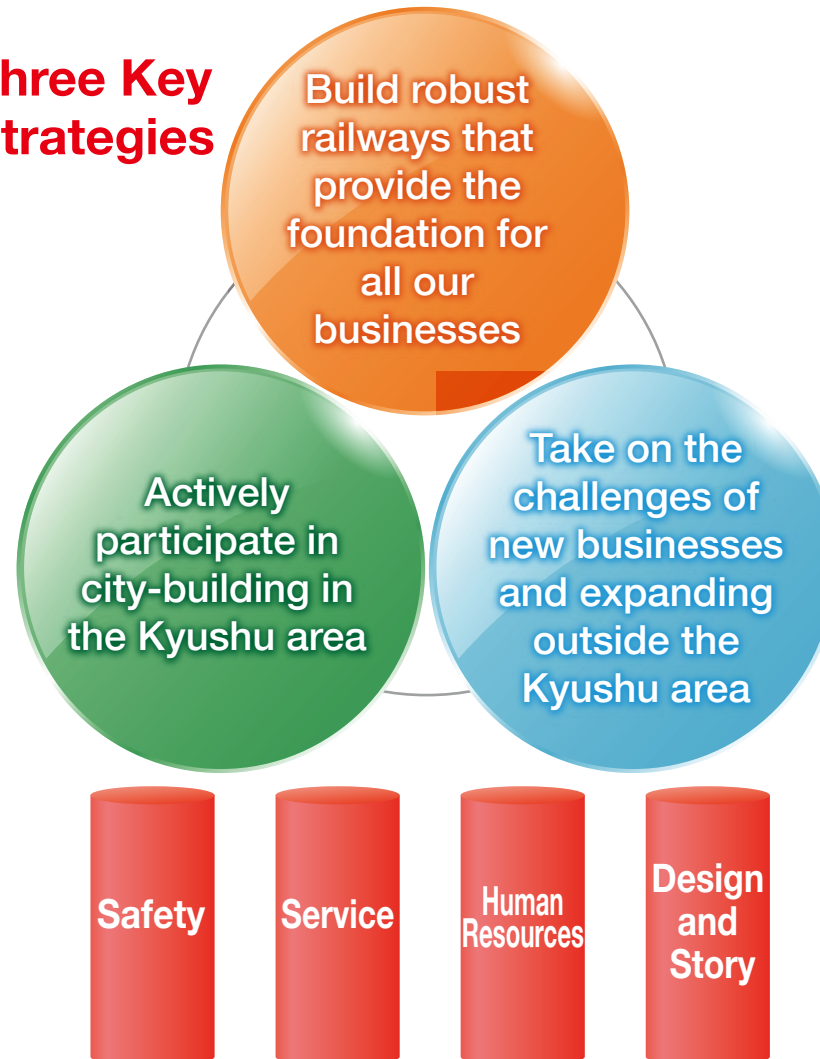 hree Key
trategies
Build robust
railways that
provide the
foundation for
all our
businesses
Actively
participate in
city-building in
the Kyushu area
Take on the
challenges of
new businesses
and expanding
outside the
Kyushu area
Safety
Service
Human
Resources
Design
and
Story